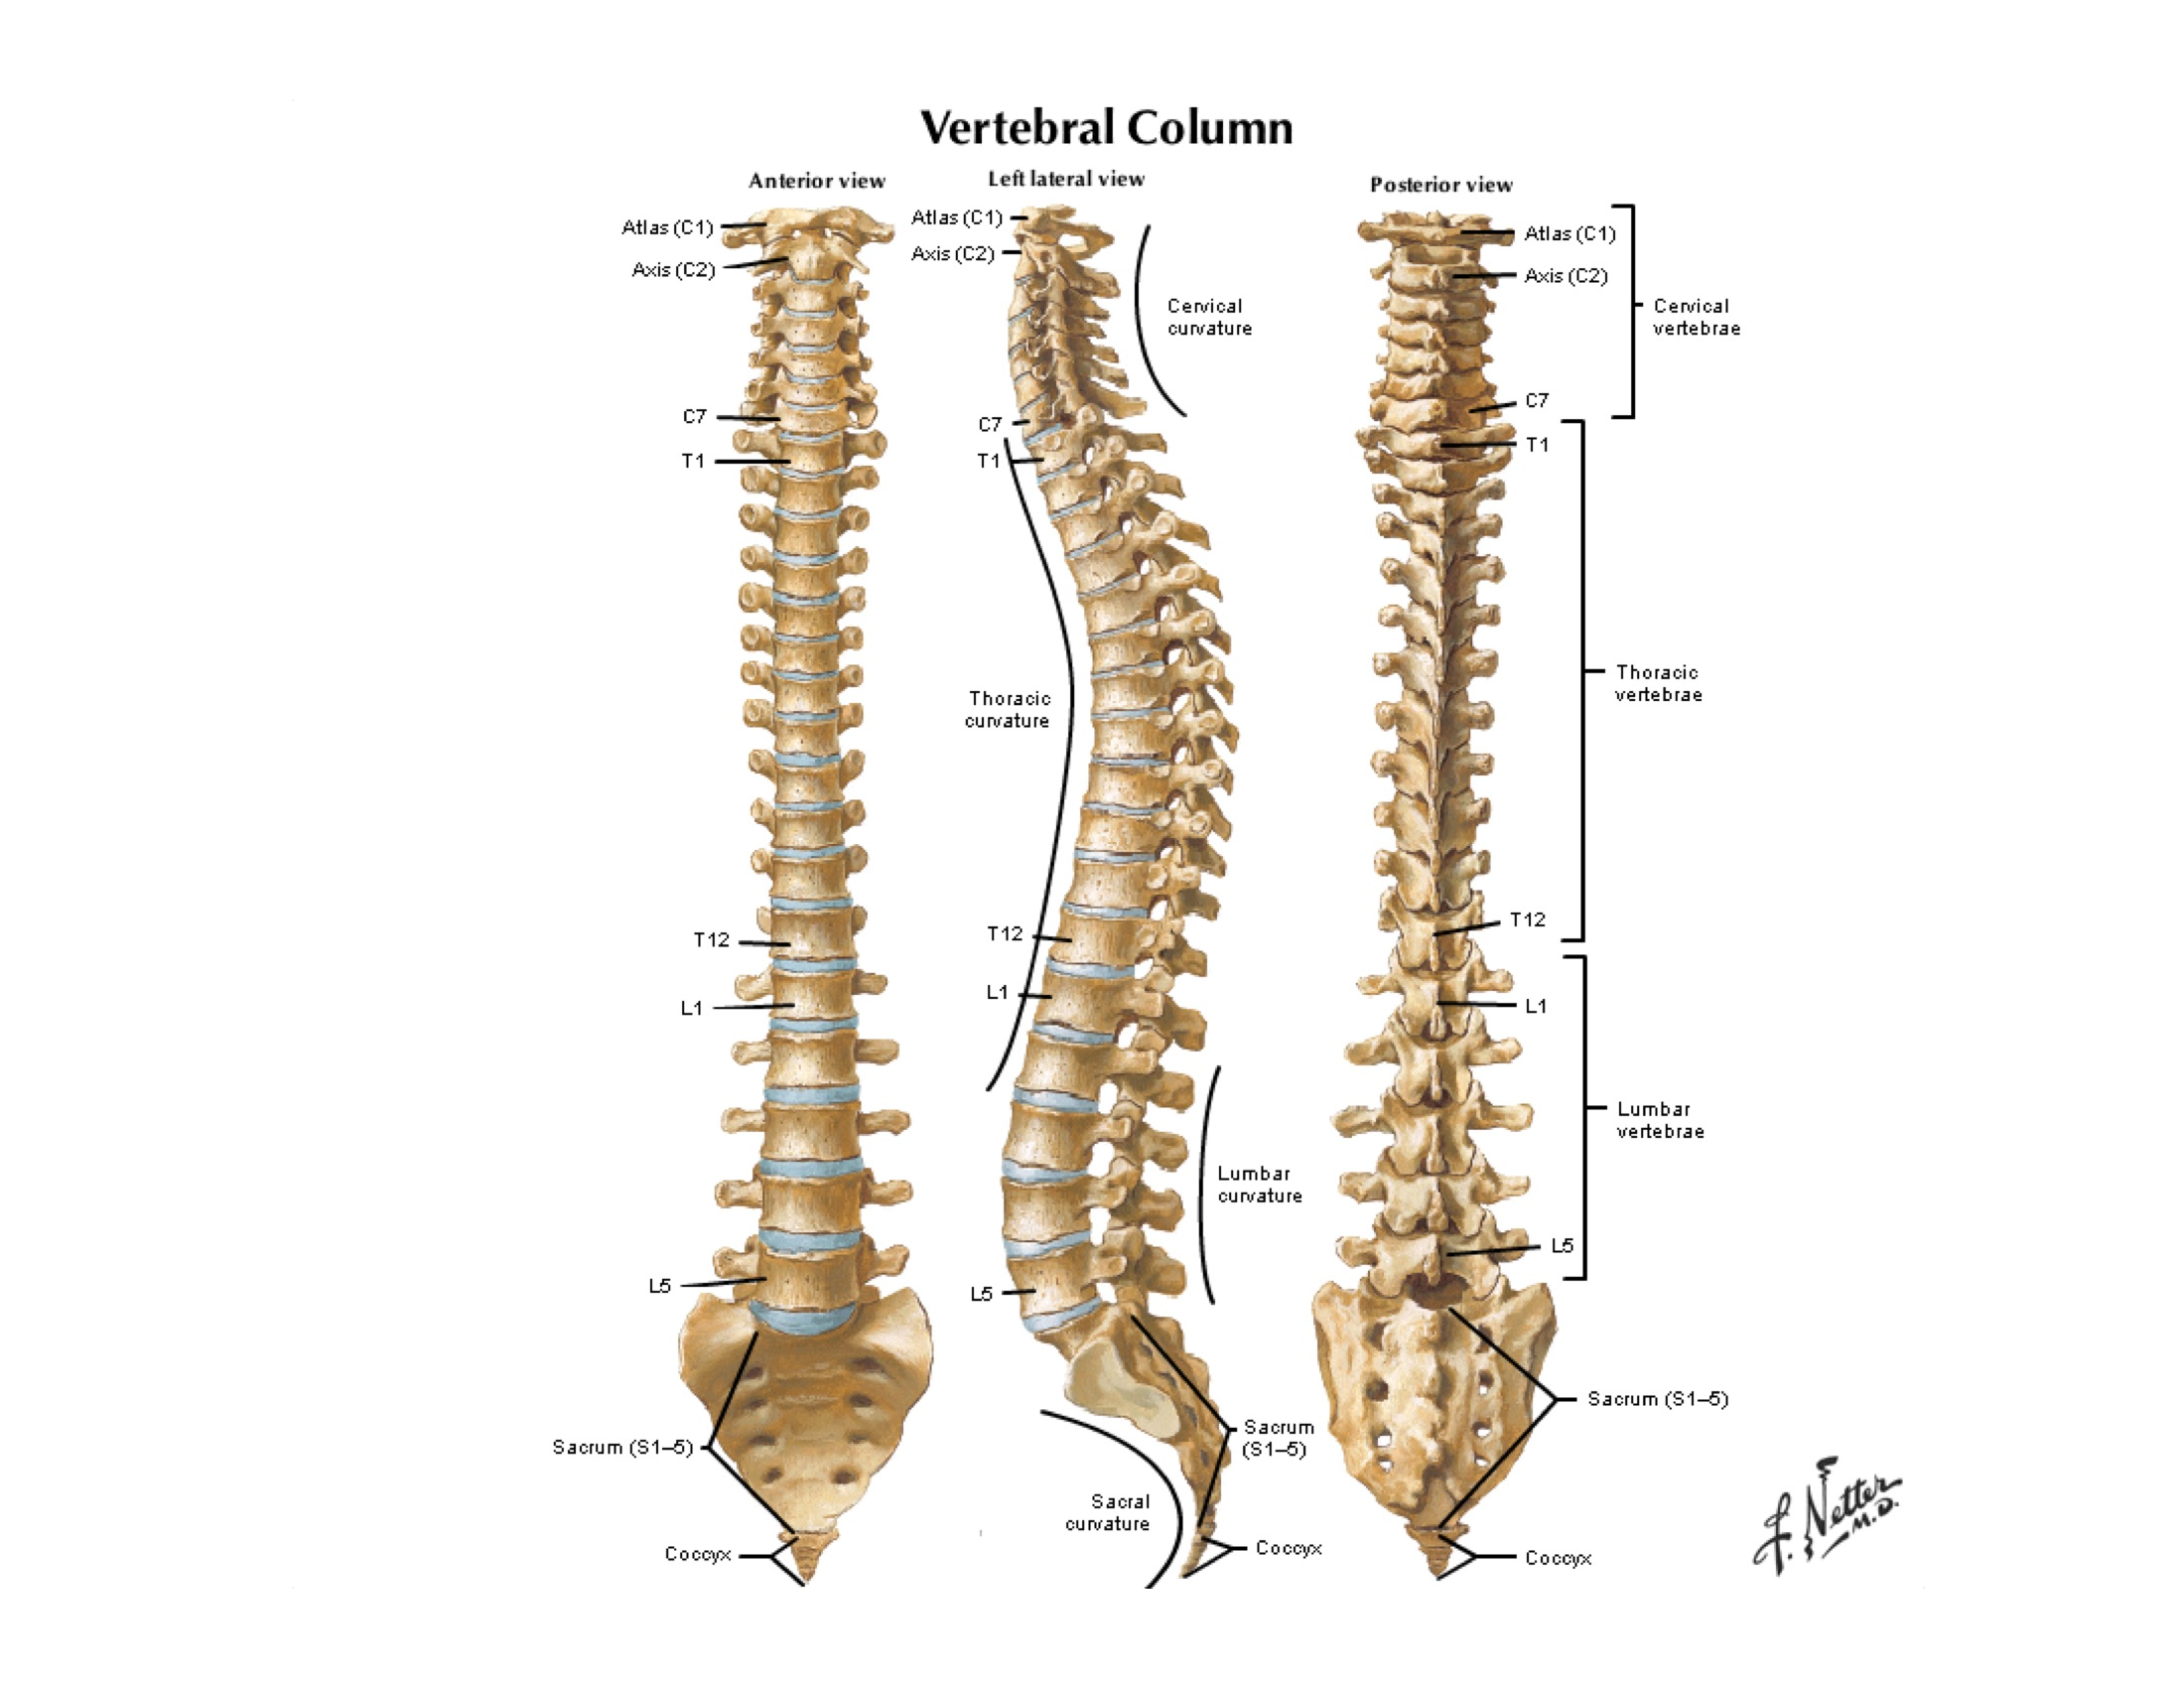 Vertebral Column
Anterior view
Left lateral view
Posterior view
Atlas (C1)
Axis (C2)
C7
T1
T12
L1
L5
Sacrum (S1–5)
Coccyx
Atlas (C1)
Axis (C2)
C7
T1
Thoracic
curvature
T12
L1
L5
Cervical
curvature
Lumbar
curvature
Sacrum
(S1–5)
Sacral
curvature
Coccyx
Atlas (C1)
Axis (C2)
C7
T1
T12
L1
L5
Sacrum (S1–5)
Coccyx
Cervical
vertebrae
Thoracic
vertebrae
Lumbar
vertebrae
F. Netter
M.D.